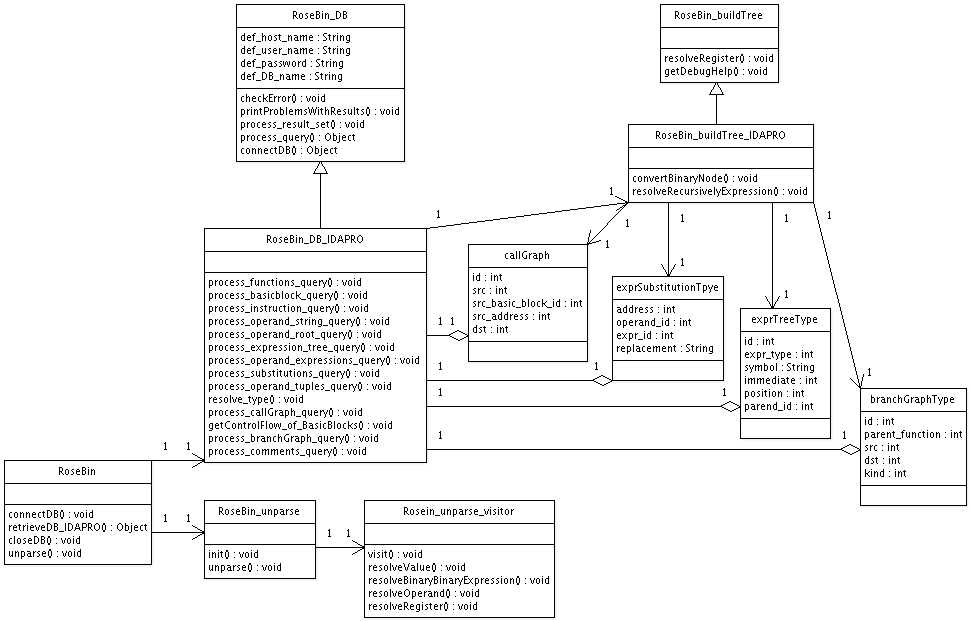 RoseBin_DB
def_host_name : String
def_user_name : String
def_password : String
def_DB_name : String
checkError() : void
printProblemsWithResults() : void
process_result_set() : void
process_query() : Object
connectDB() : Object
RoseBin_buildTree
resolveRegister() : void
getDebugHelp() : void
RoseBin_buildTree_IDAPRO
convertBinaryNode() : void
resolveRecursivelyExpression() : void
1
1
1
1
1
1
1
1
RoseBin_DB_IDAPRO
process_functions_query() : void
process_basicblock_query() : void
process_instruction_query() : void
process_operand_string_query() : void
process_operand_root_query() : void
process_expression_tree_query() : void
process_operand_expressions_query() : void
process_substitutions_query() : void
process_operand_tuples_query() : void
resolve_type() : void
process_callGraph_query() : void
getControlFlow_of_BasicBlocks() : void
process_branchGraph_query() : void
process_comments_query() : void
callGraph
id : int
src : int
src_basic_block_id : int
src_address : int
dst : int
1 1
exprSubstitutionTpye
address : int
operand_id : int
expr_id : int
replacement : String
1
1
exprTreeType
id : int
expr_type : int
symbol : String
immediate : int
position : int
parend_id : int
1
1
1
branchGraphType
id : int
parent_function : int
src : int
dst : int
kind : int
1
1
1 1
RoseBin
connectDB() : void
retrieveDB_IDAPRO() : Object
closeDB() : void
unparse() : void
1 1
RoseBin_unparse
init() : void
unparse() : void
1 1
Rosein_unparse_visitor
visit() : void
resolveValue() : void
resolveBinaryBinaryExpression() : void
resolveOperand() : void
resolveRegister() : void